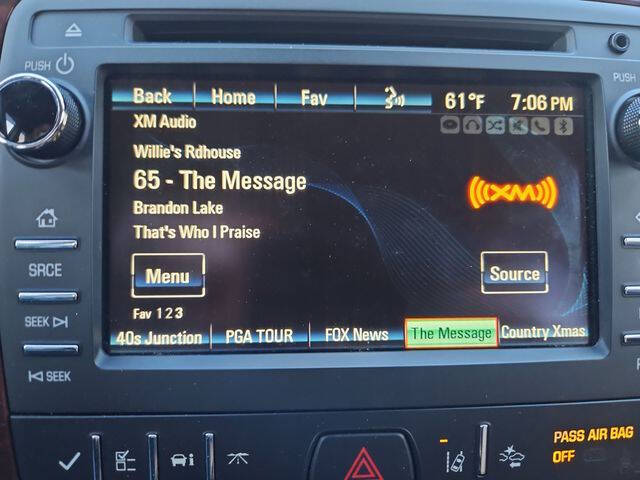 PUSH
PUSH
Back Home Fav 61°F 7:06 PM
XM Audio
Willie's Rdhouse
65 - The Message
((XM))
Brandon Lake
That's Who I Praise
Menu Source
SRCE
Fav 1 2 3
SEEK
40s Junction PGA TOUR FOX News The Message Country Xmas
SEEK
PASS AIR BAG
OFF